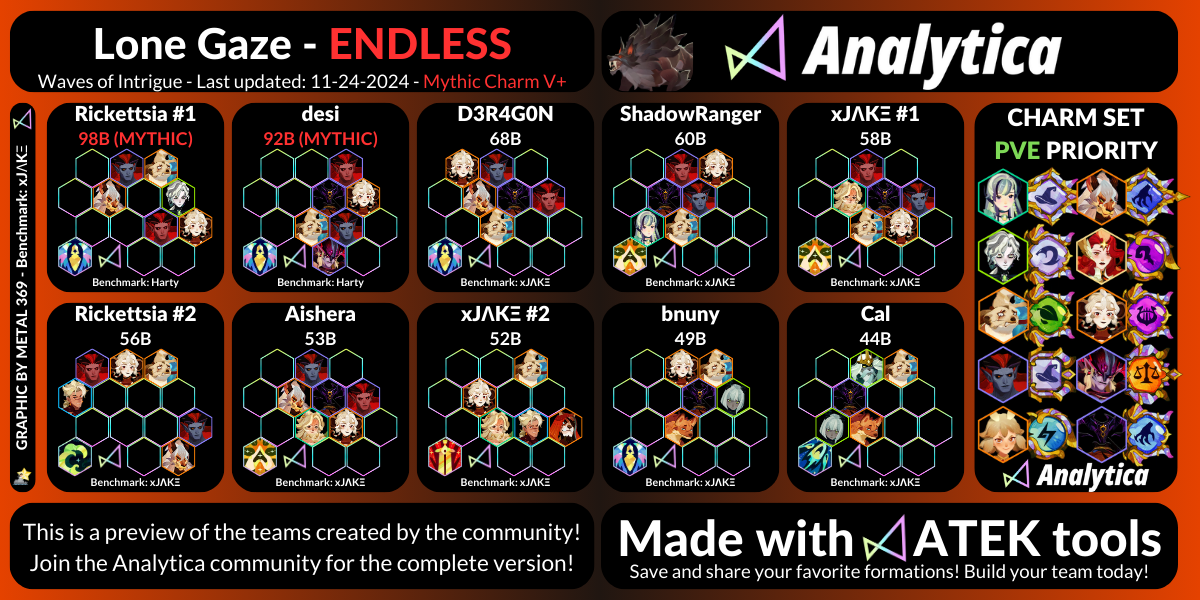 Lone Gaze - ENDLESS
Waves of Intrigue - Last updated: 11-24-2024 - Mythic Charm V+
Analytica
GRAPHIC BY METAL 369 - Benchmark: xJΛKΞ
Rickettsia #1
98B (MYTHIC)
Benchmark: Harty
desi
92B (MYTHIC)
Benchmark: Harty
D3R4G0N
68B
Benchmark: xJΛKΞ
ShadowRanger
60B
Benchmark: xJΛKΞ
xJΛKΞ #1
58B
Benchmark: xJΛKΞ
CHARM SET
PVE PRIORITY
Analytica
Rickettsia #2
56B
Benchmark: xJΛKΞ
Aishera
53B
Benchmark: xJΛKΞ
xJΛKΞ #2
52B
Benchmark: xJΛKΞ
bnuny
49B
Benchmark: xJΛKΞ
Cal
44B
Benchmark: xJΛKΞ
This is a preview of the teams created by the community!
Join the Analytica community for the complete version!
Made with ATEK tools
Save and share your favorite formations! Build your team today!